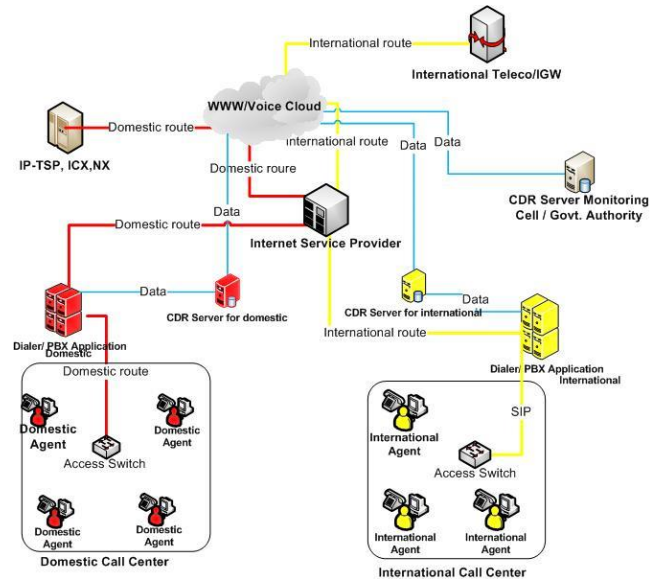 International route
International Teleco/IGW
WWW/Voice Cloud
Domestic route
International route
Data
Data
IP-TSP, ICX,NX
Domestic roure
CDR Server Monitoring
Cell / Govt. Authority
Data
Domestic route
Internet Service Provider
Data
CDR Server for domestic
CDR Server for international
Data
International route
Dialer/ PBX Application
Domestic
Dialer/ PBX Application
International
Domestic route
SIP
Domestic
Agent
Domestic
Agent
Access Switch
International
Agent
Access Switch
Domestic
Agent
Domestic
Agent
International
Agent
International
Agent
Domestic Call Center
International Call Center